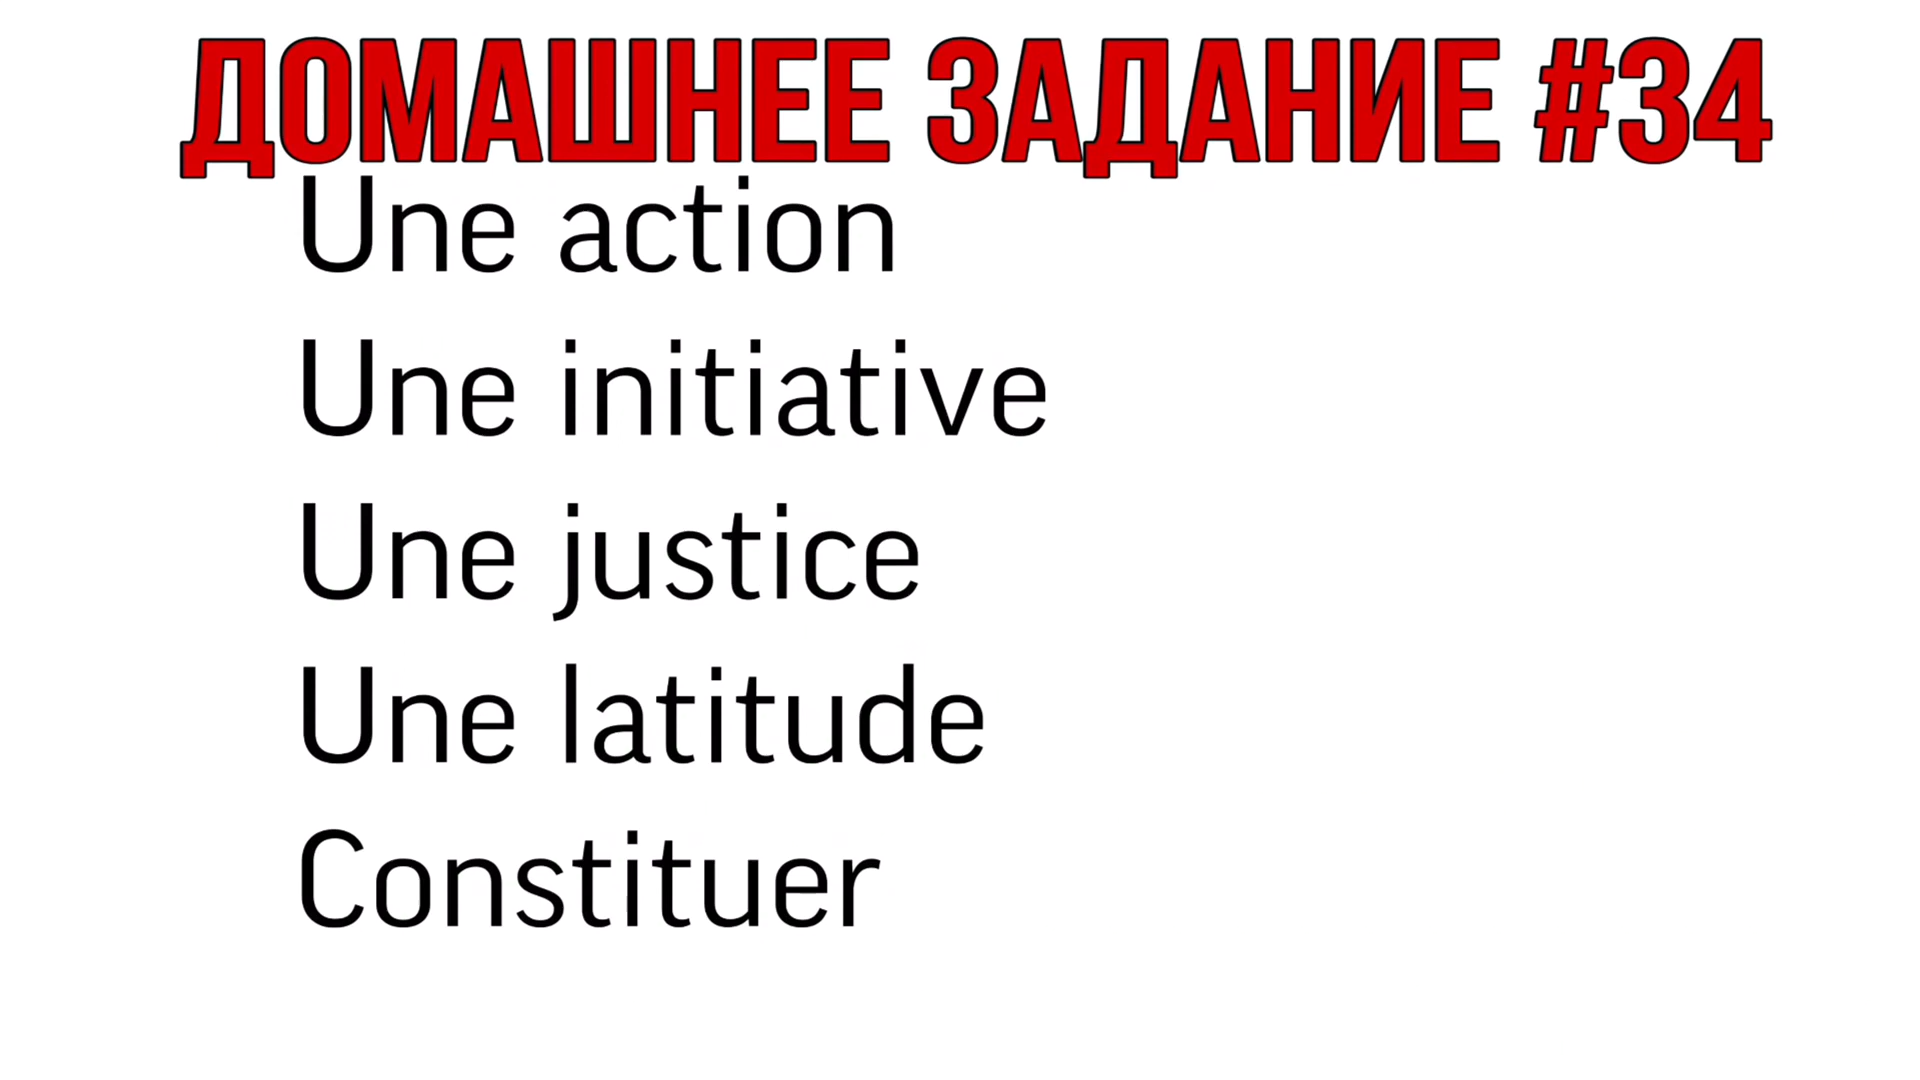 ДОМАШНЕЕ ЗАДАНИЕ #34
Une action
Une initiative
Une justice
Une latitude
Constituer